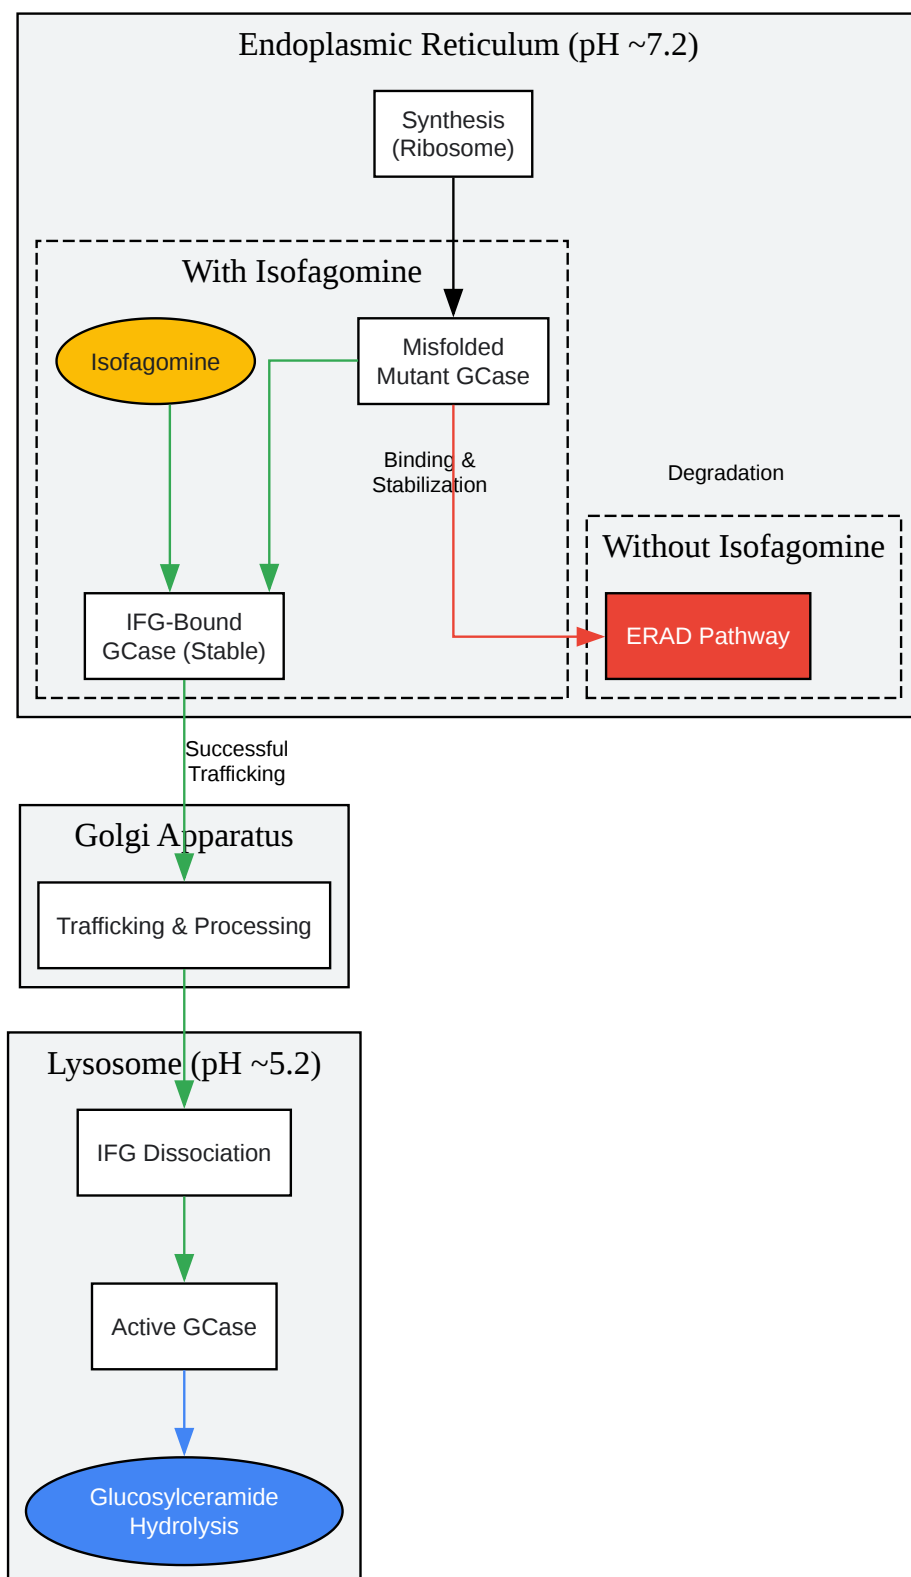 Endoplasmic Reticulum (pH ~7.2)
Synthesis
(Ribosome)
With Isofagomine
Isofagomine
Misfolded
Mutant GCase
Binding &
Stabilization
Degradation
Without Isofagomine
IFG-Bound
GCase (Stable)
ERAD Pathway
Successful
Trafficking
Golgi Apparatus
Trafficking & Processing
Lysosome (pH ~5.2)
IFG Dissociation
Active GCase
Glucosylceramide
Hydrolysis